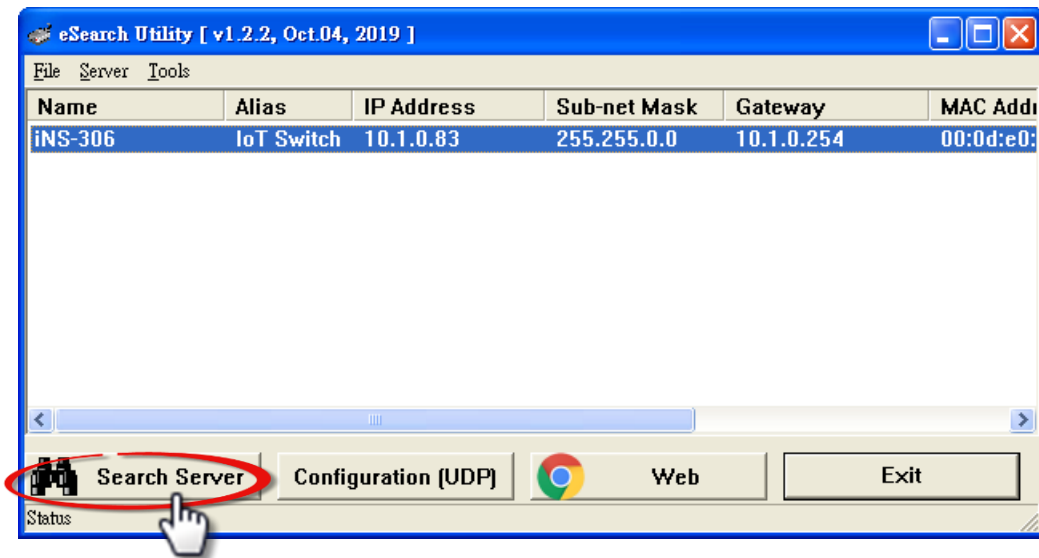 eSearch Utility [ v1.2.2, Oct.04, 2019 ]
File Server Tools
Name Alias IP Address Sub-net Mask Gateway MAC Addr
iNS-306 IoT Switch 10.1.0.83 255.255.0.0 10.1.0.254 00:0d:e0:
Search Server Configuration (UDP) Web Exit
Status